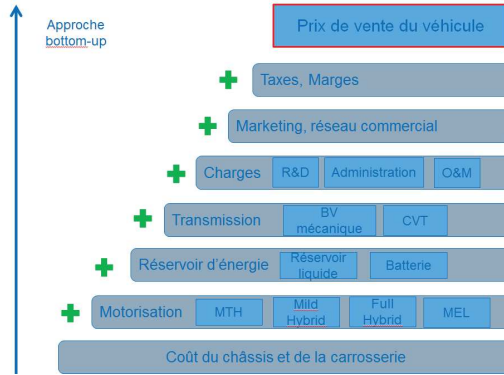 Approche
bottom-up
Prix de vente du véhicule
Taxes, Marges
Marketing, réseau commercial
Charges R&D Administration O&M
Transmission BV mécanique CVT
Réservoir d'énergie Réservoir liquide Batterie
Motorisation MTH Mild Hybrid Full Hybrid MEL
Coût du châssis et de la carrosserie